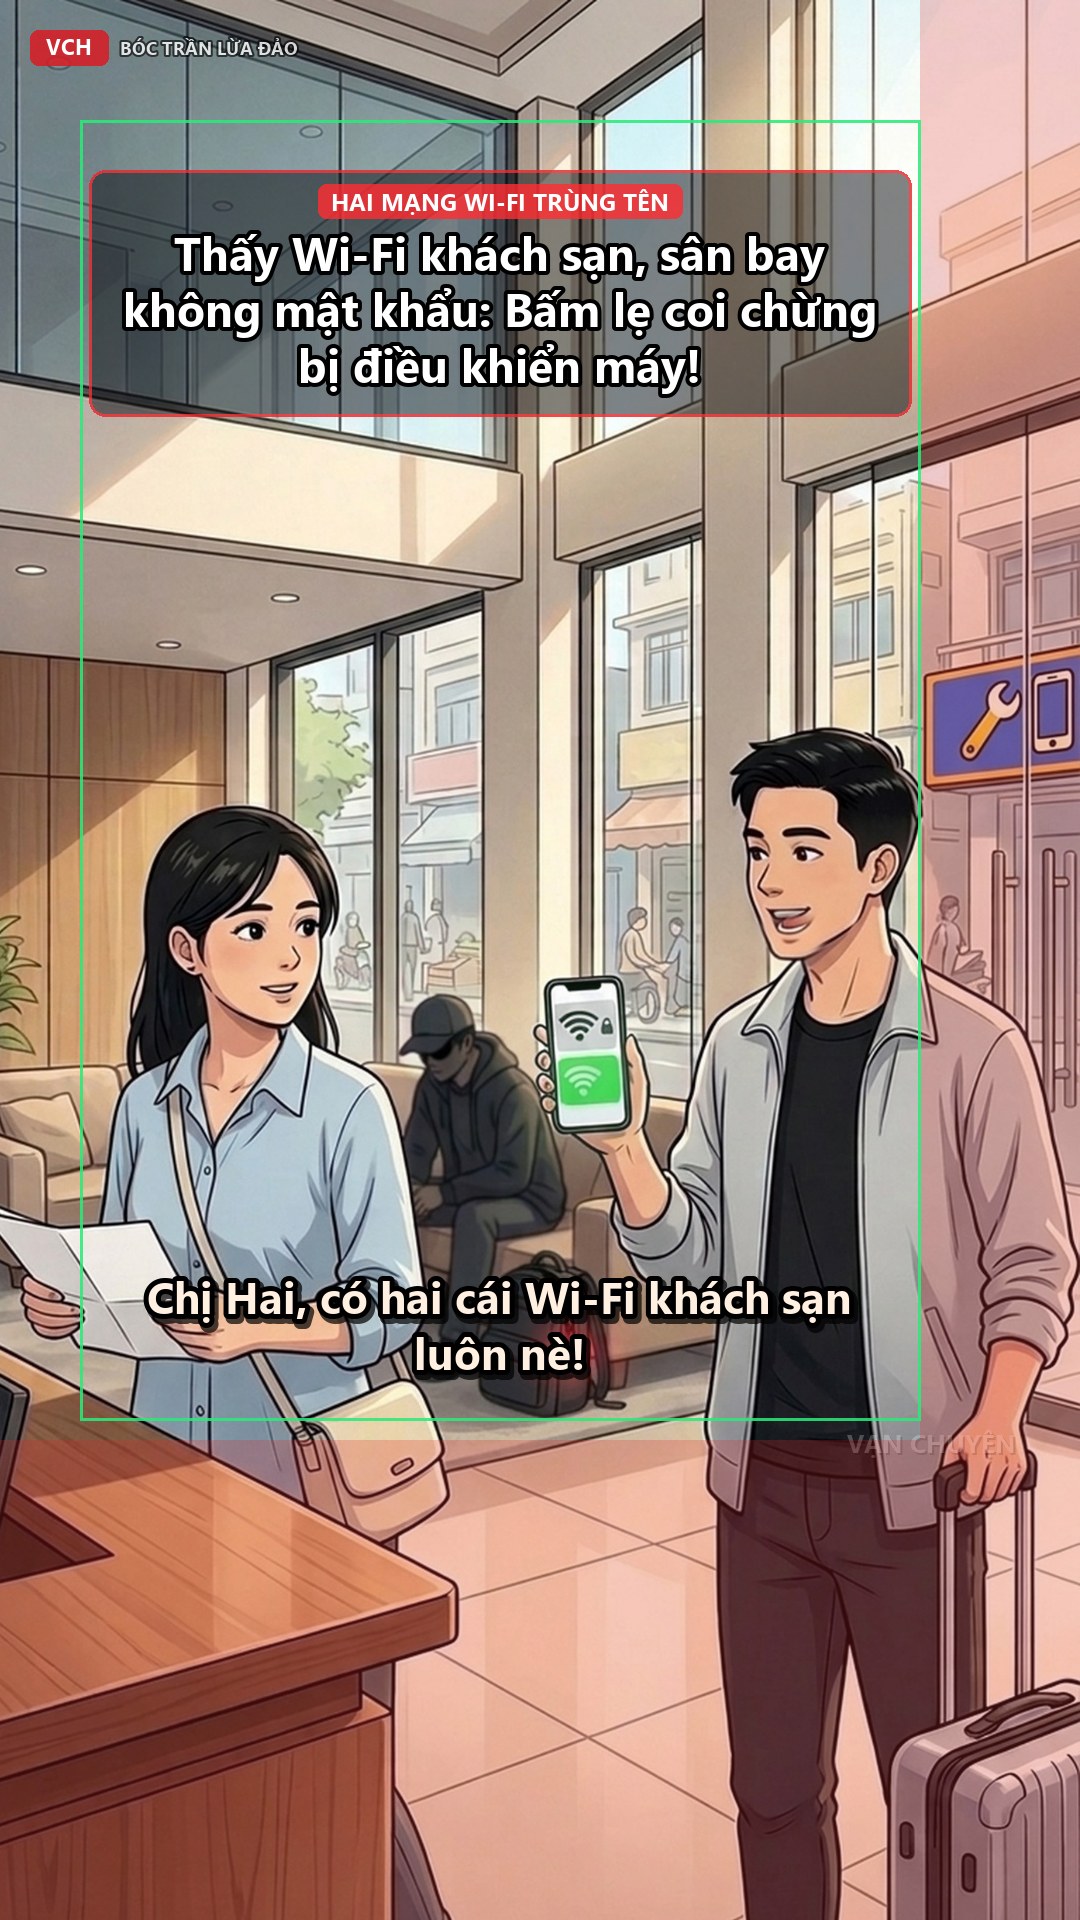 VCH BÓC TRẦN LỪA ĐẢO
HAI MẠNG WI-FI TRÙNG TÊN
Thấy Wi-Fi khách sạn, sân bay
không mật khẩu: Bấm lẹ coi chừng
bị điều khiển máy!
Chị Hai, có hai cái Wi-Fi khách sạn
luôn nè!
VẠN CHUYỆN